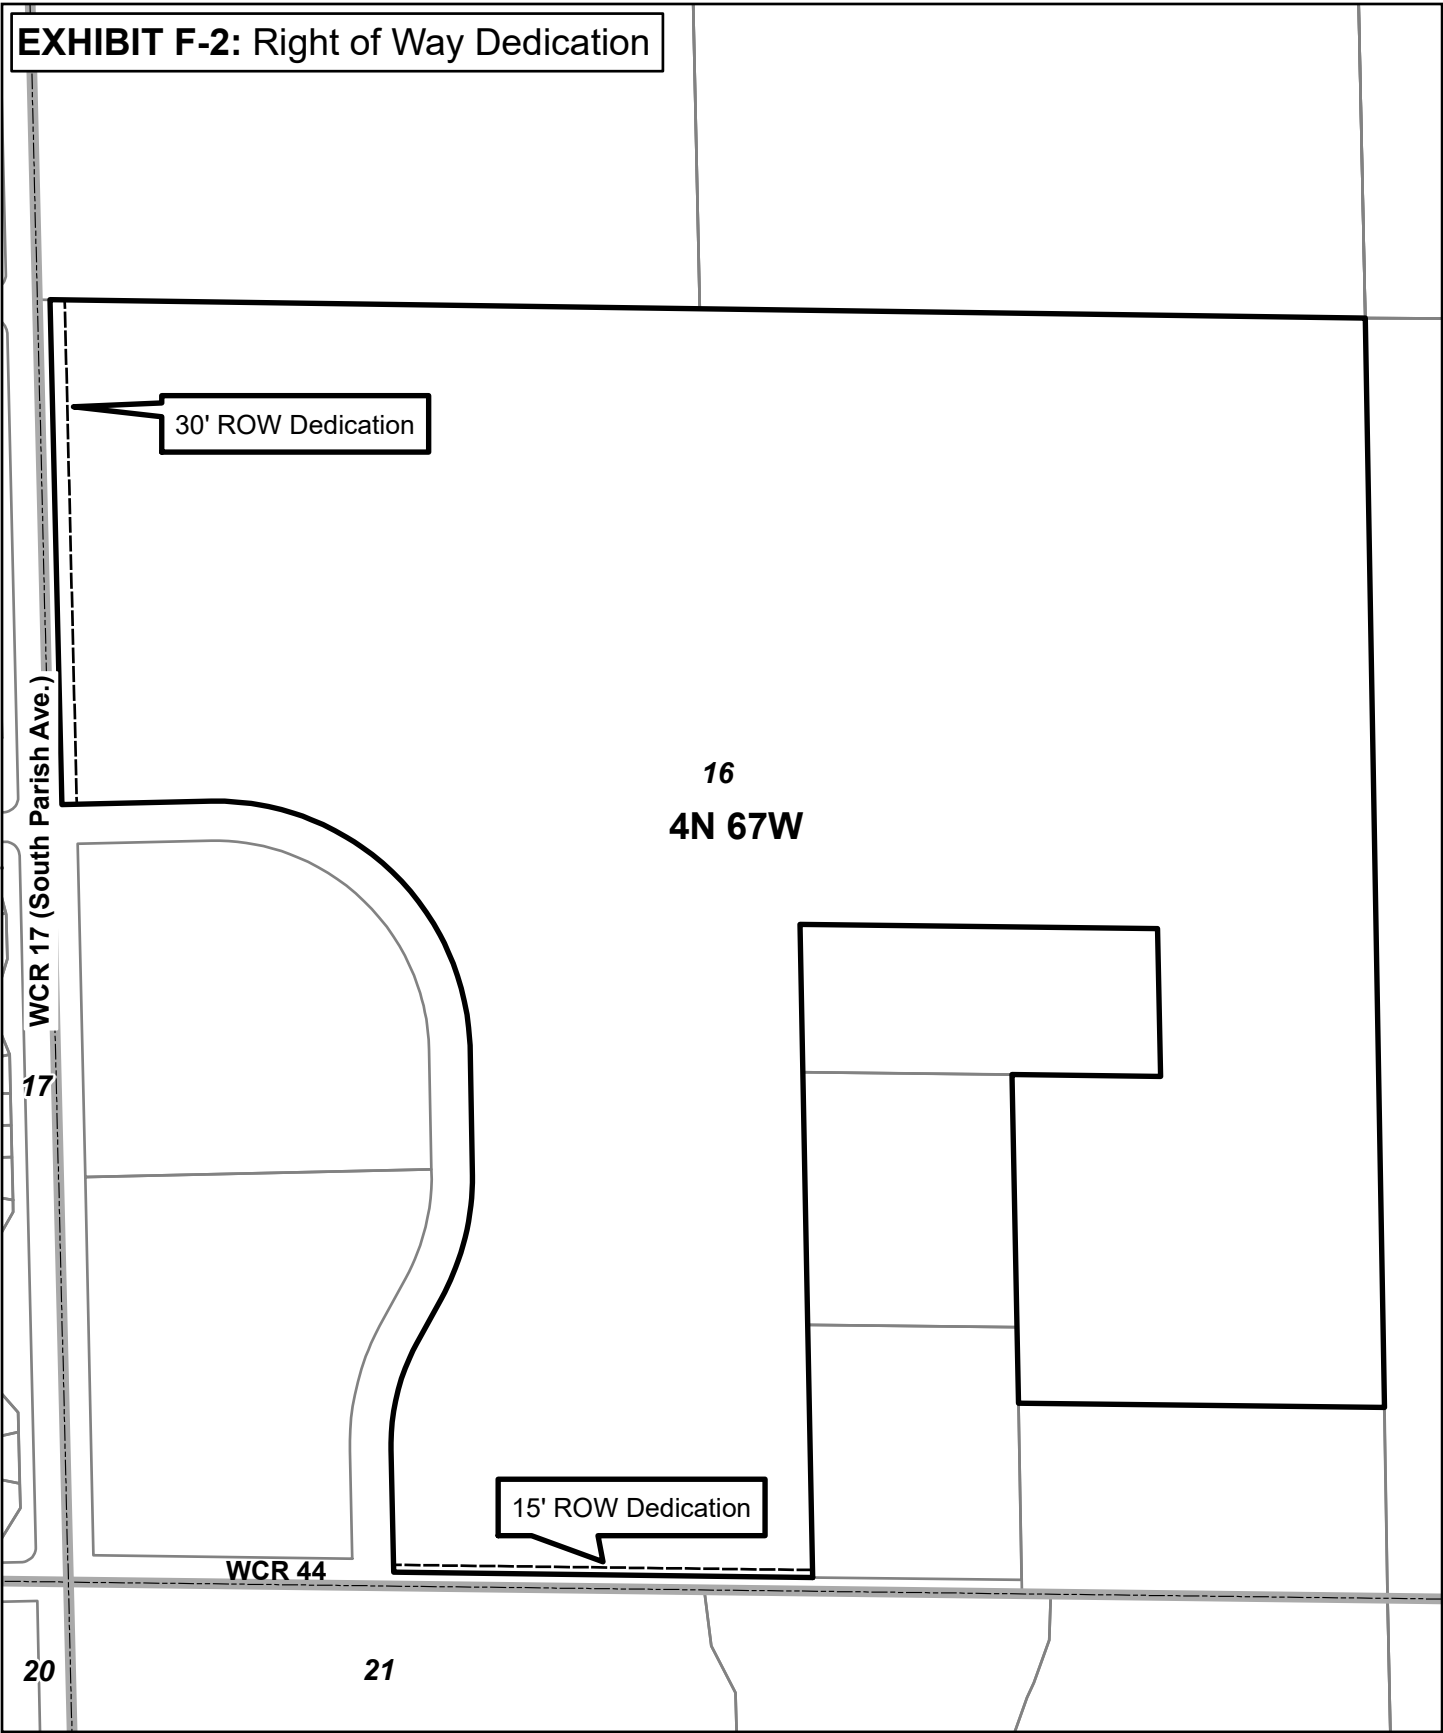 EXHIBIT F-2: Right of Way Dedication
30' ROW Dedication
WCR 17 (South Parish Ave.)
16
4N 67W
17
15' ROW Dedication
WCR 44
20
21